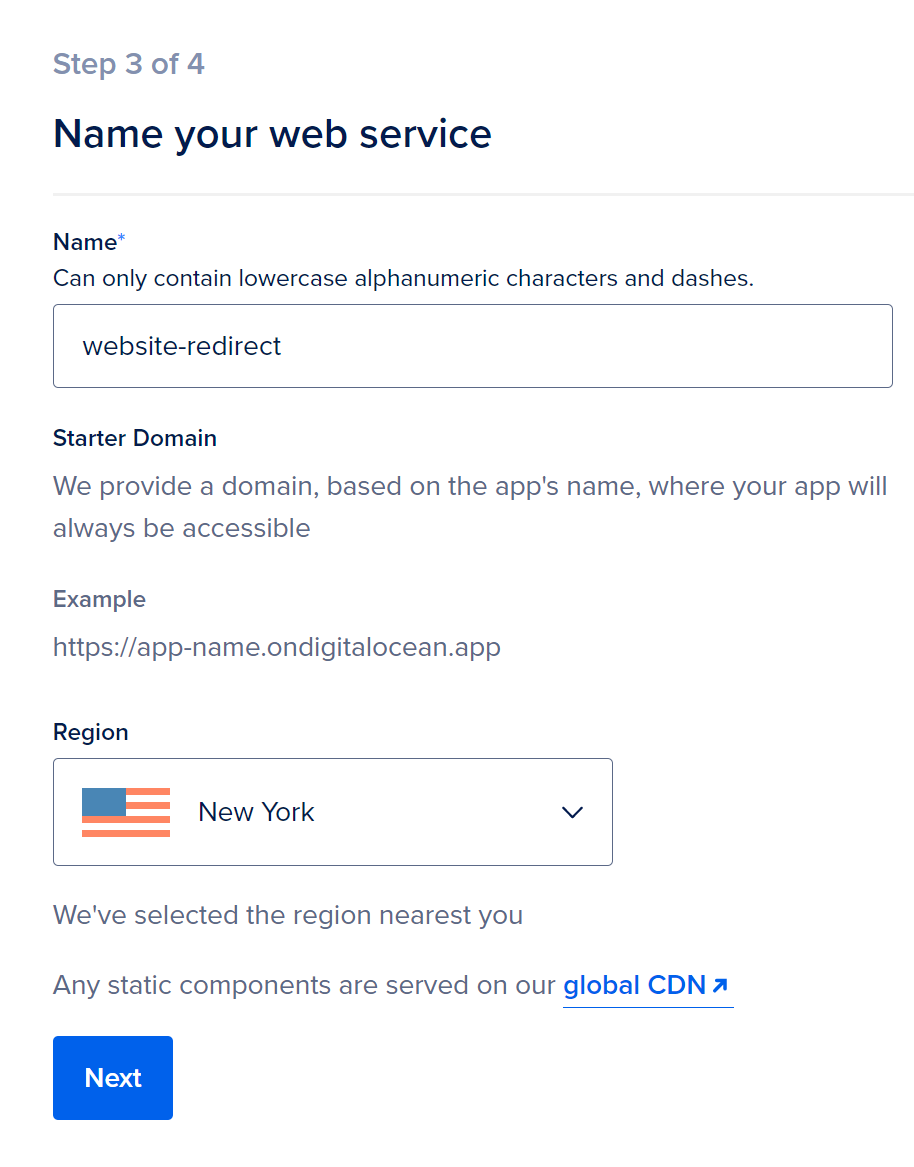 Step 3 of 4
Name your web service
Name*
Can only contain lowercase alphanumeric characters and dashes.
website-redirect
Starter Domain
We provide a domain, based on the app's name, where your app will
always be accessible
Example
https://app-name.ondigitalocean.app
Region
New York
We've selected the region nearest you
Any static components are served on our global CDN
Next